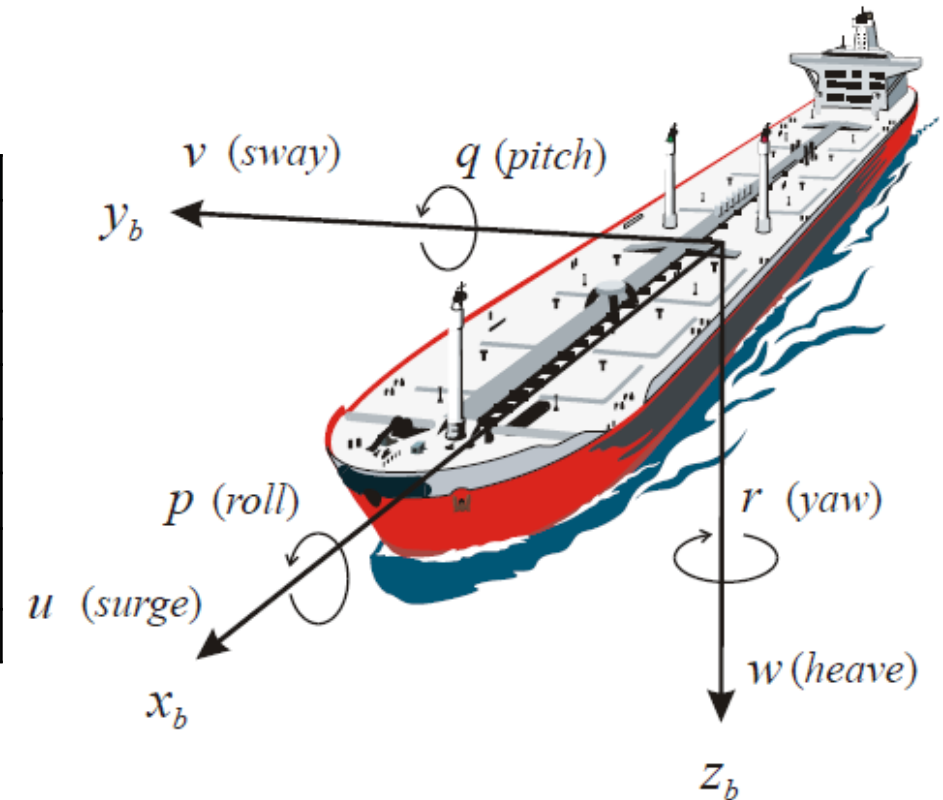 v (sway)
q (pitch)
y_b
p (roll)
r (yaw)
u (surge)
w (heave)
x_b
z_b